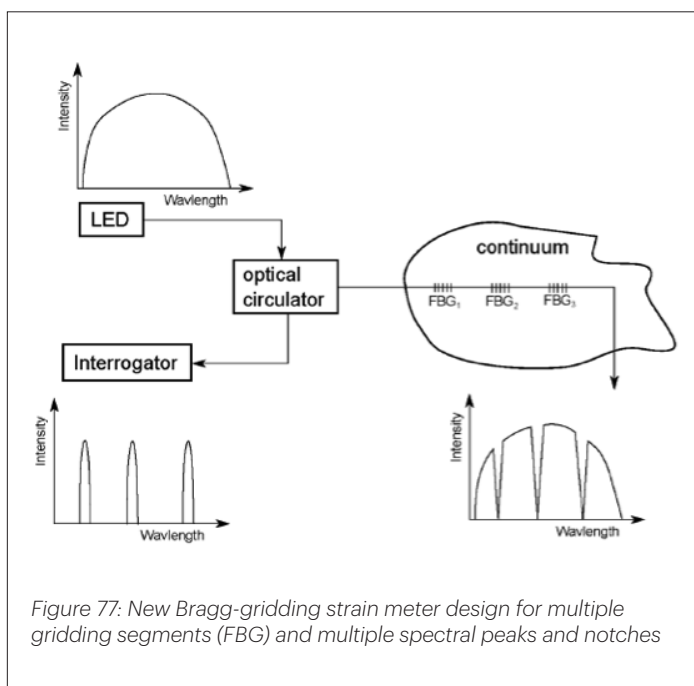 Intensity
Wavlength
LED
optical
circulator
continuum
FBG₁ FBG₂ FBG₃
Interrogator
Intensity
Wavlength
Intensity
Wavlength
Figure 77: New Bragg-gridding strain meter design for multiple
gridding segments (FBG) and multiple spectral peaks and notches